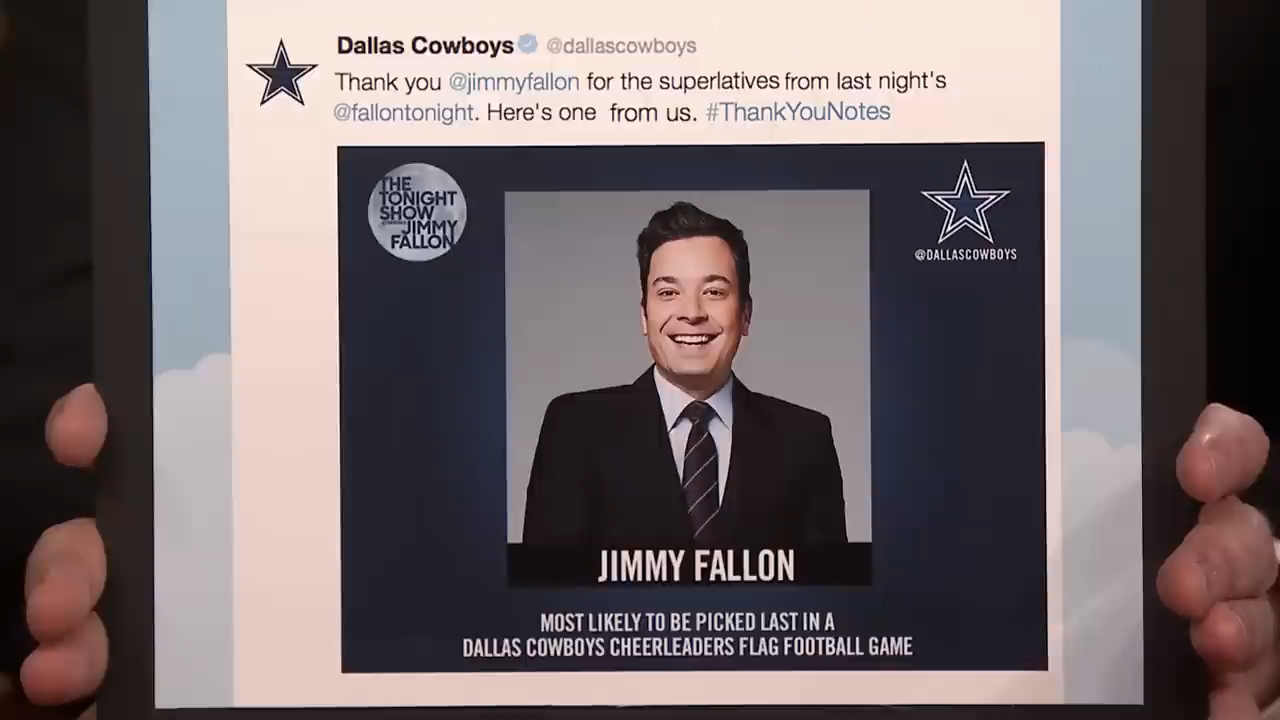 Dallas Cowboys @dallascowboys
Thank you @jimmyfallon for the superlatives from last night's
@fallontonight. Here's one from us. #ThankYouNotes
THE
TONIGHT
SHOW
JIMMY
FALLON
@DALLASCOWBOYS
JIMMY FALLON
MOST LIKELY TO BE PICKED LAST IN A
DALLAS COWBOYS CHEERLEADERS FLAG FOOTBALL GAME